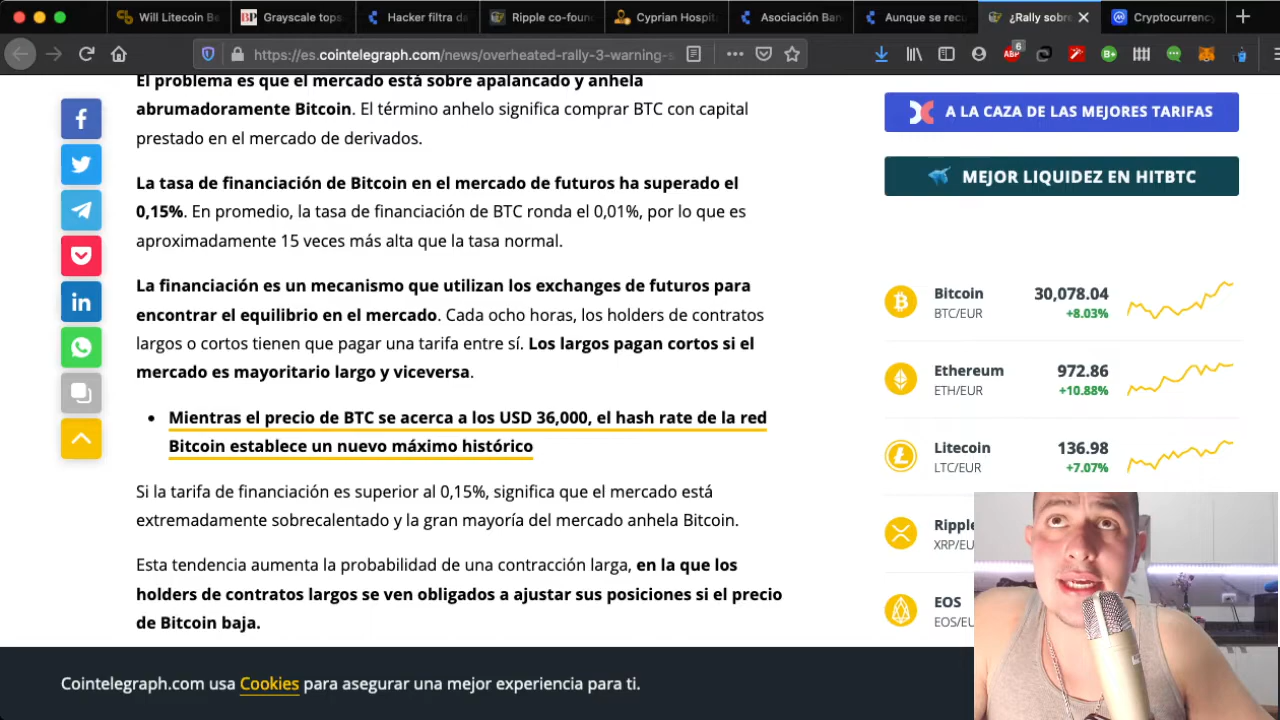 Will Litecoin Be
Grayscale tops
Hacker filtra da
Ripple co-foun
Cyprian Hospit
Asociación Ban
Aunque se recu
¿Rally sobre
Cryptocurrency
https://es.cointelegraph.com/news/overheated-rally-3-warning-s
6
ABP
El problema es que el mercado está sobre apalancado y anhela
abrumadoramente Bitcoin. El término anhelo significa comprar BTC con capital
prestado en el mercado de derivados.
La tasa de financiación de Bitcoin en el mercado de futuros ha superado el
0,15%. En promedio, la tasa de financiación de BTC ronda el 0,01%, por lo que es
aproximadamente 15 veces más alta que la tasa normal.
La financiación es un mecanismo que utilizan los exchanges de futuros para
encontrar el equilibrio en el mercado. Cada ocho horas, los holders de contratos
largos o cortos tienen que pagar una tarifa entre sí. Los largos pagan cortos si el
mercado es mayoritario largo y viceversa.
Mientras el precio de BTC se acerca a los USD 36,000, el hash rate de la red
Bitcoin establece un nuevo máximo histórico
Si la tarifa de financiación es superior al 0,15%, significa que el mercado está
extremadamente sobrecalentado y la gran mayoría del mercado anhela Bitcoin.
Esta tendencia aumenta la probabilidad de una contracción larga, en la que los
holders de contratos largos se ven obligados a ajustar sus posiciones si el precio
de Bitcoin baja.
A LA CAZA DE LAS MEJORES TARIFAS
MEJOR LIQUIDEZ EN HITBTC
Bitcoin 30,078.04
BTC/EUR +8.03%
Ethereum 972.86
ETH/EUR +10.88%
Litecoin 136.98
LTC/EUR +7.07%
Ripple
XRP/EU
EOS
EOS/EU
Cointelegraph.com usa Cookies para asegurar una mejor experiencia para ti.